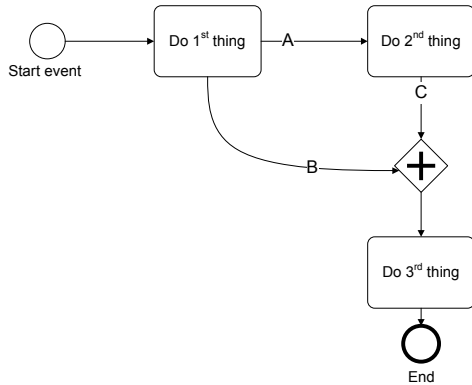 Do 1st thing
A
Do 2nd thing
Start event
C
B
Do 3rd thing
End